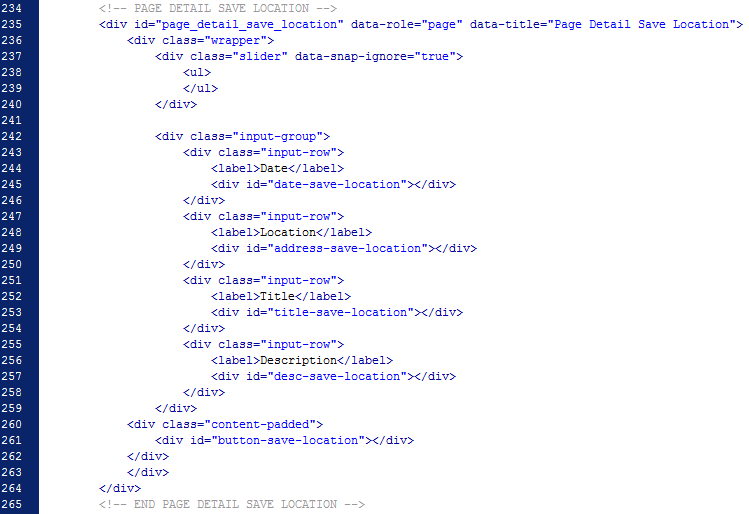 234 <!-- PAGE DETAIL SAVE LOCATION -->
235 <div id="page_detail_save_location" data-role="page" data-title="Page Detail Save Location">
236 <div class="wrapper">
237 <div class="slider" data-snap-ignore="true">
238 <ul>
239 </ul>
240 </div>
241
242 <div class="input-group">
243 <div class="input-row">
244 <label>Date</label>
245 <div id="date-save-location"></div>
246 </div>
247 <div class="input-row">
248 <label>Location</label>
249 <div id="address-save-location"></div>
250 </div>
251 <div class="input-row">
252 <label>Title</label>
253 <div id="title-save-location"></div>
254 </div>
255 <div class="input-row">
256 <label>Description</label>
257 <div id="desc-save-location"></div>
258 </div>
259 </div>
260 <div class="content-padded">
261 <div id="button-save-location"></div>
262 </div>
263 </div>
264 </div>
265 <!-- END PAGE DETAIL SAVE LOCATION -->